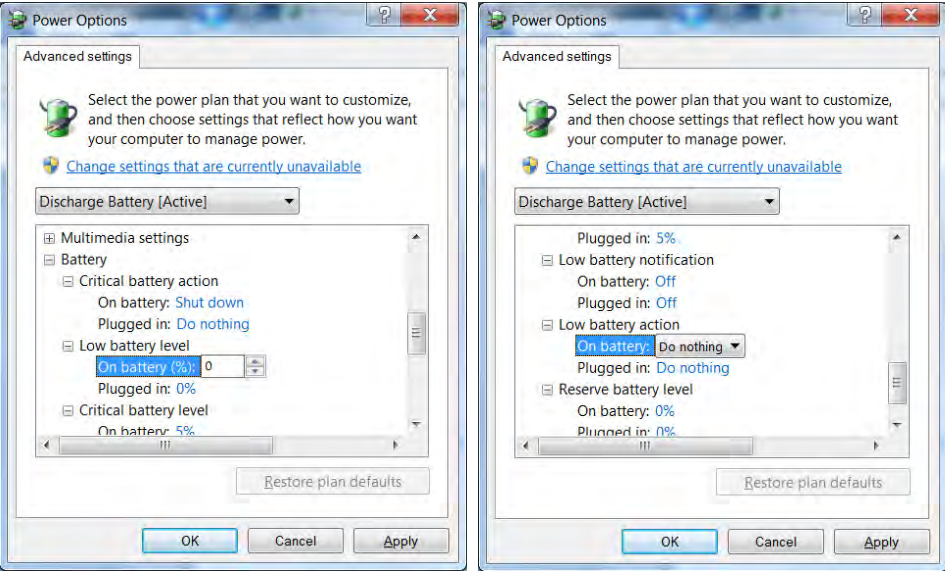 Power Options
Advanced settings
Select the power plan that you want to customize,
and then choose settings that reflect how you want
your computer to manage power.
Change settings that are currently unavailable
Discharge Battery [Active]
Multimedia settings
Battery
Critical battery action
On battery: Shut down
Plugged in: Do nothing
Low battery level
On battery (%): 0
Plugged in: 0%
Critical battery level
On battery: 5%
Restore plan defaults
OK Cancel Apply
Power Options
Advanced settings
Select the power plan that you want to customize,
and then choose settings that reflect how you want
your computer to manage power.
Change settings that are currently unavailable
Discharge Battery [Active]
Plugged in: 5%
Low battery notification
On battery: Off
Plugged in: Off
Low battery action
On battery: Do nothing
Plugged in: Do nothing
Reserve battery level
On battery: 0%
Plugged in: 0%
Restore plan defaults
OK Cancel Apply